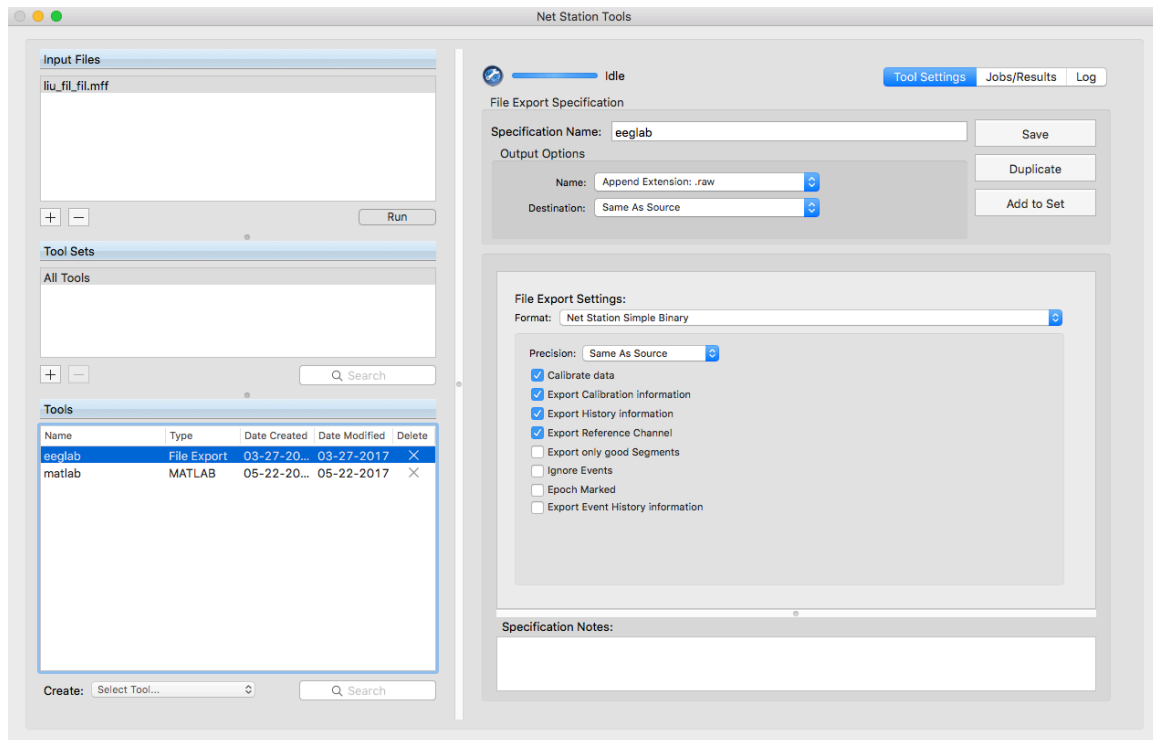 Net Station Tools
Input Files
liu_fil_fil.mff
+ −
Run
Tool Sets
All Tools
+ −
Search
Tools
Name Type Date Created Date Modified Delete
eeglab File Export 03-27-20... 03-27-2017
matlab MATLAB 05-22-20... 05-22-2017
Create: Select Tool...
Search
Idle
Tool Settings Jobs/Results Log
File Export Specification
Specification Name: eeglab
Save
Output Options
Duplicate
Name: Append Extension: .raw
Destination: Same As Source
Add to Set
File Export Settings:
Format: Net Station Simple Binary
Precision: Same As Source
Calibrate data
Export Calibration information
Export History information
Export Reference Channel
Export only good Segments
Ignore Events
Epoch Marked
Export Event History information
Specification Notes: